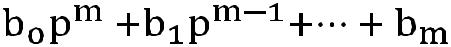 b₀pᵐ +b₁pᵐ⁻¹+⋯ + bₘ